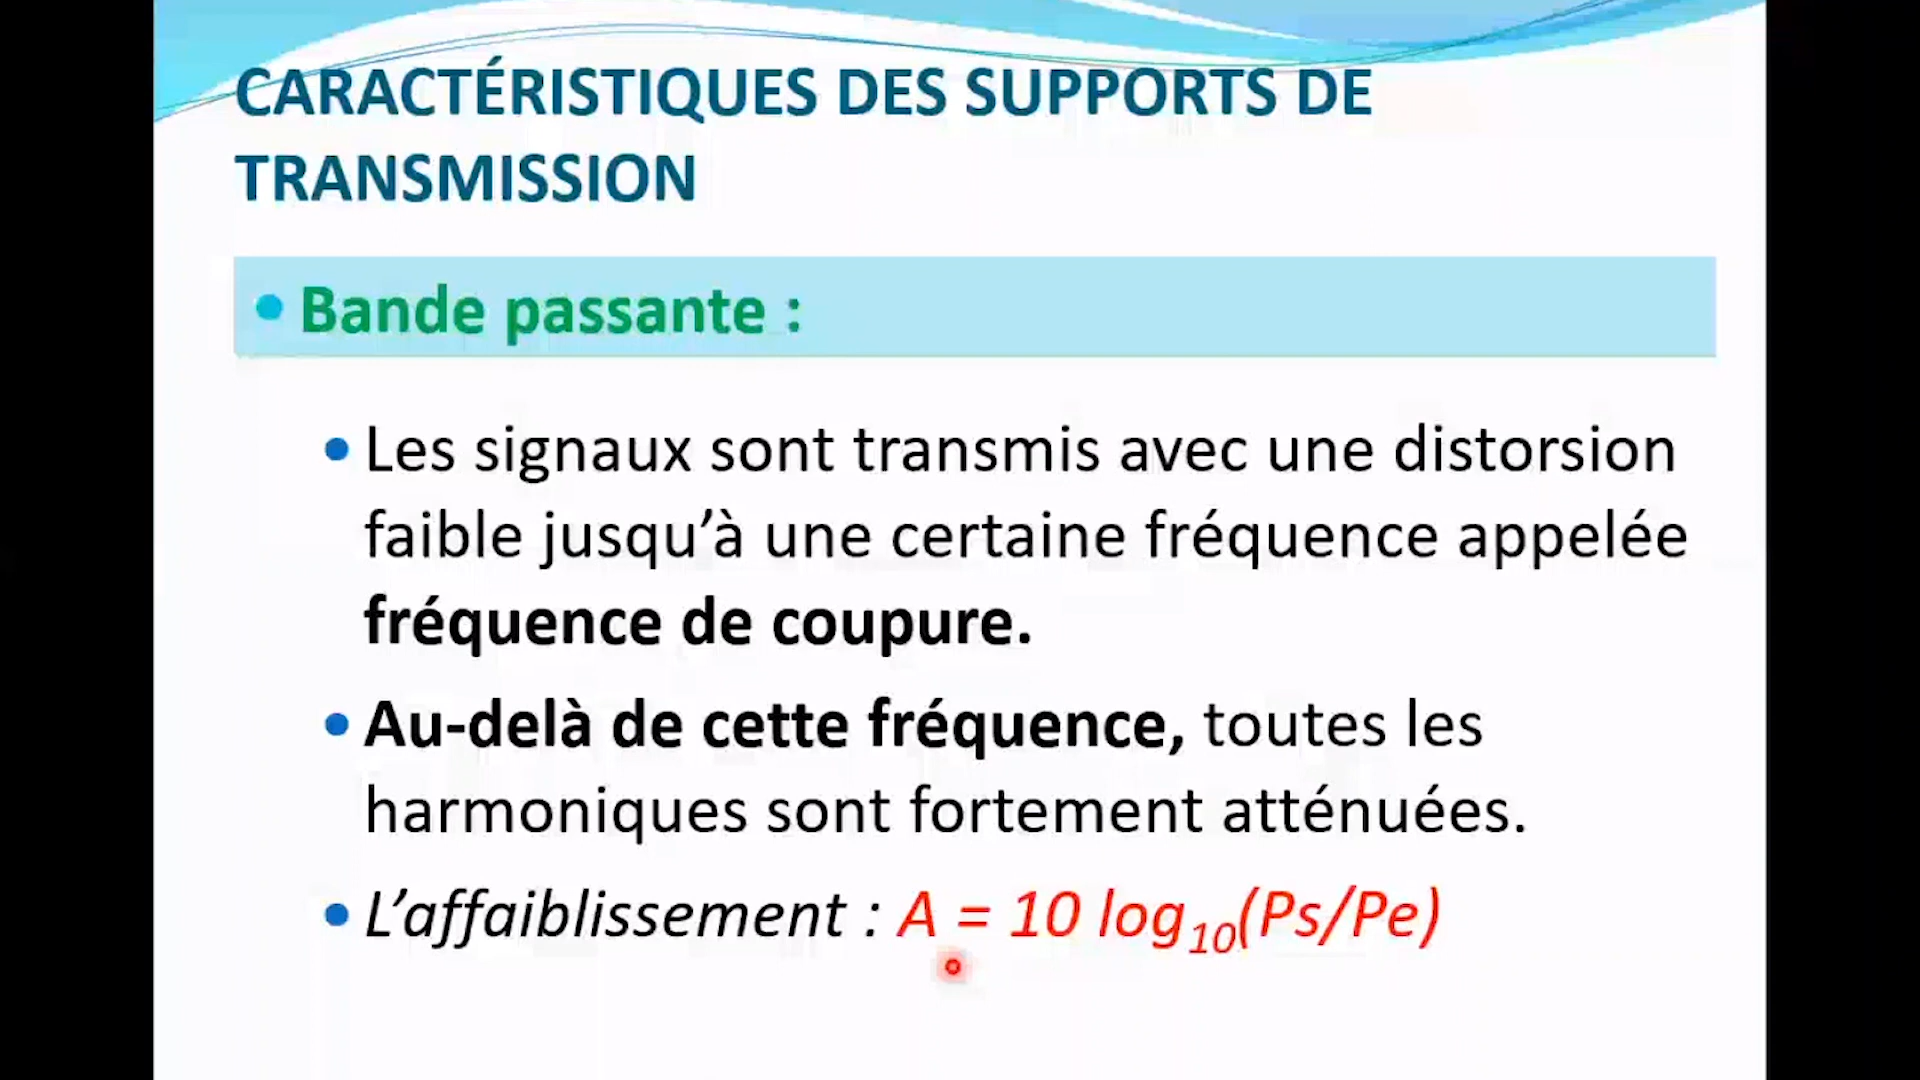 CARACTÉRISTIQUES DES SUPPORTS DE
TRANSMISSION
• Bande passante :
• Les signaux sont transmis avec une distorsion
faible jusqu’à une certaine fréquence appelée
fréquence de coupure.
• Au-delà de cette fréquence, toutes les
harmoniques sont fortement atténuées.
• L’affaiblissement : A = 10 log₁₀(Ps/Pe)